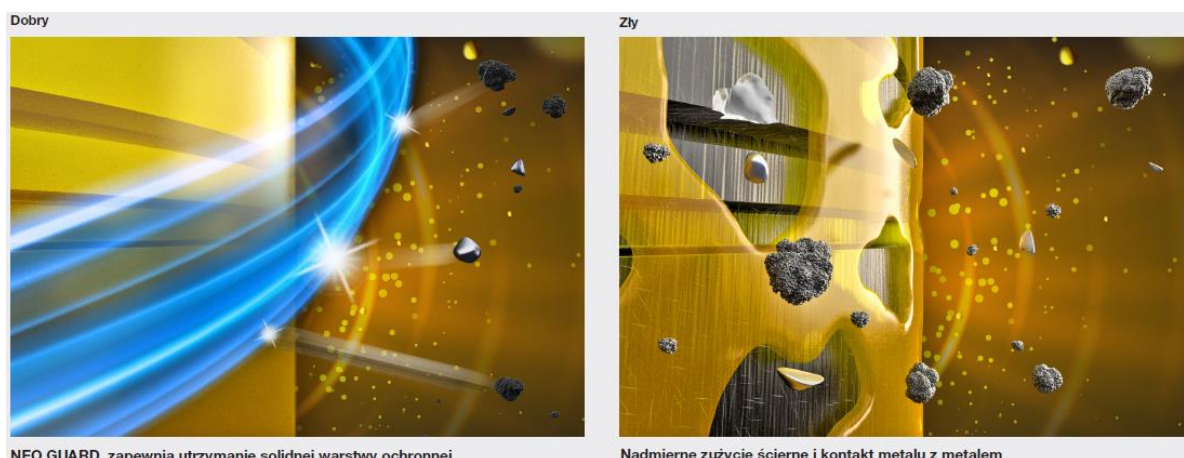 Dobry
Zły
NEO GUARD zapewnia utrzymanie solidnej warstwy ochronnej
Nadmierne zużycie ścierne i kontakt metalu z metalem